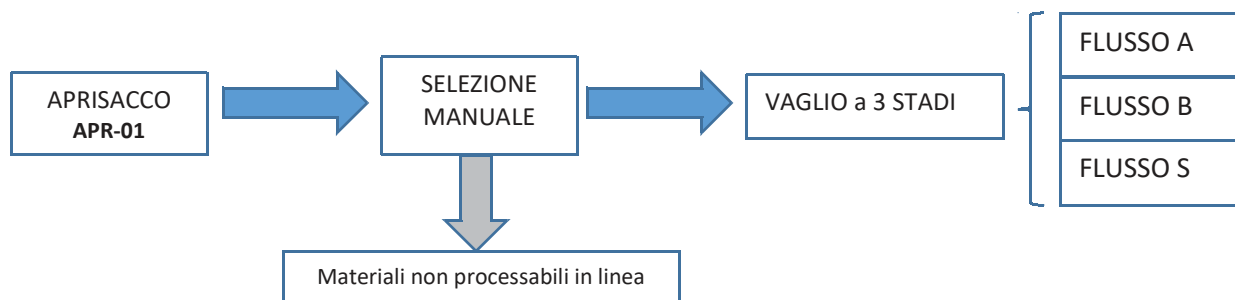 APRISACCO
APR-01
SELEZIONE
MANUALE
VAGLIO a 3 STADI
FLUSSO A
FLUSSO B
FLUSSO S
Materiali non processabili in linea